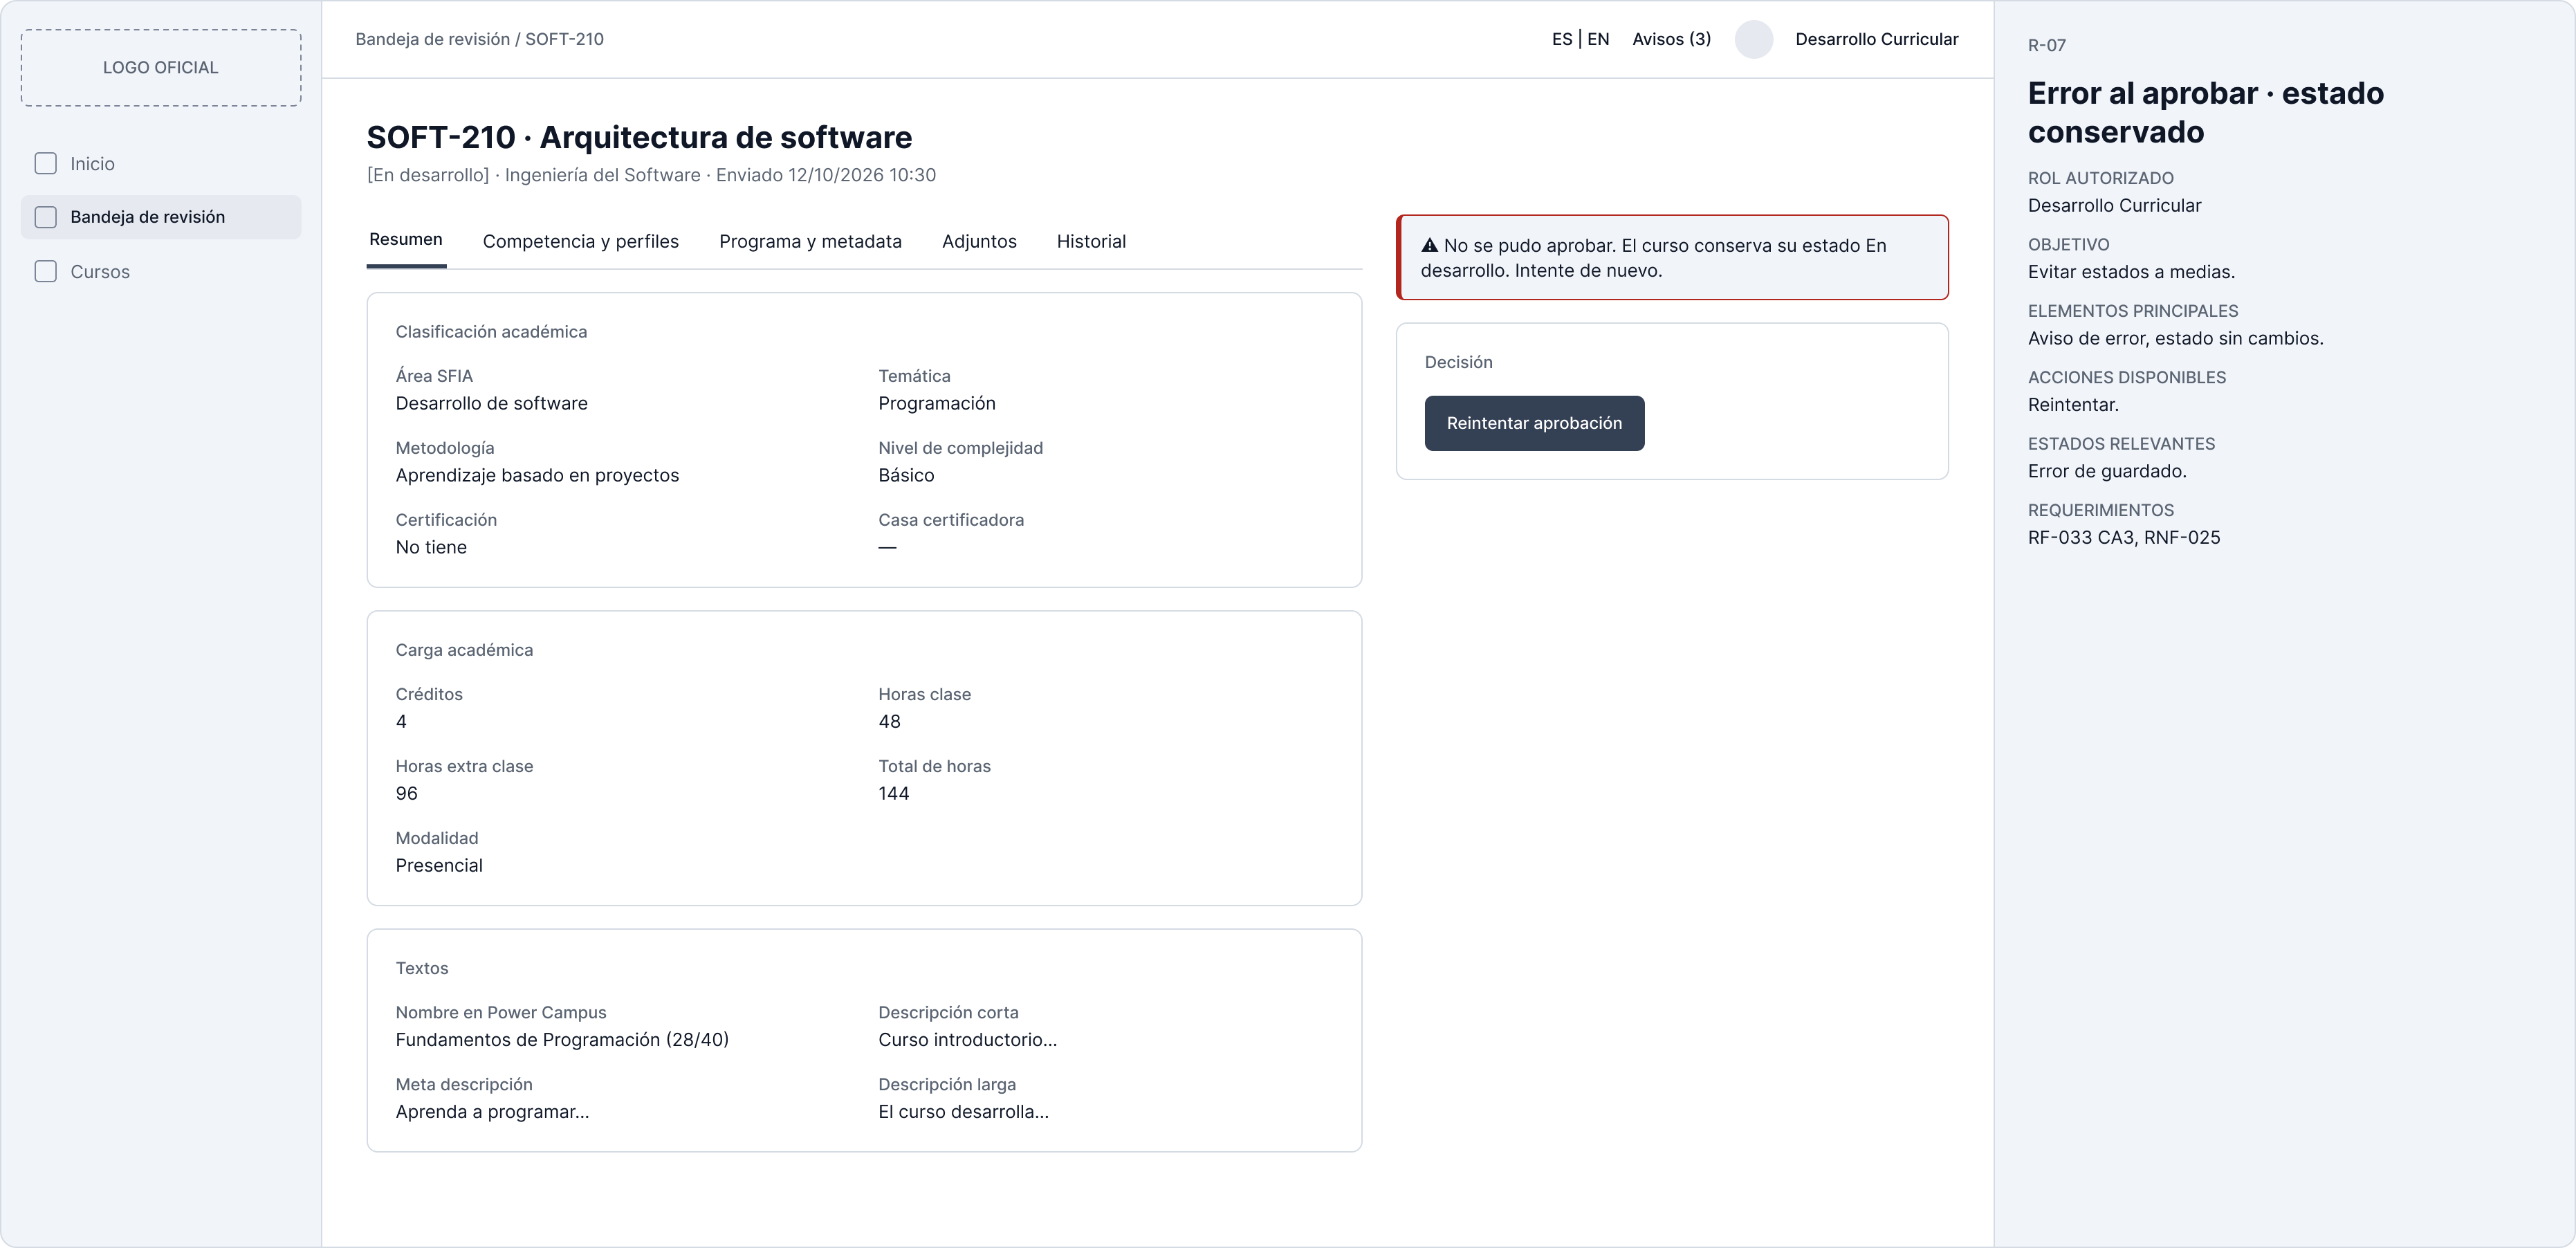 LOGO OFICIAL
Inicio
Bandeja de revisión
Cursos
Bandeja de revisión / SOFT-210
ES | EN
Avisos (3)
Desarrollo Curricular
SOFT-210 · Arquitectura de software
[En desarrollo] · Ingeniería del Software · Enviado 12/10/2026 10:30
Resumen
Competencia y perfiles
Programa y metadata
Adjuntos
Historial
Clasificación académica
Área SFIA
Desarrollo de software
Temática
Programación
Metodología
Aprendizaje basado en proyectos
Nivel de complejidad
Básico
Certificación
No tiene
Casa certificadora
—
Carga académica
Créditos
4
Horas clase
48
Horas extra clase
96
Total de horas
144
Modalidad
Presencial
Textos
Nombre en Power Campus
Fundamentos de Programación (28/40)
Descripción corta
Curso introductorio...
Meta descripción
Aprenda a programar...
Descripción larga
El curso desarrolla...
⚠ No se pudo aprobar. El curso conserva su estado En
desarrollo. Intente de nuevo.
Decisión
Reintentar aprobación
R-07
Error al aprobar · estado
conservado
ROL AUTORIZADO
Desarrollo Curricular
OBJETIVO
Evitar estados a medias.
ELEMENTOS PRINCIPALES
Aviso de error, estado sin cambios.
ACCIONES DISPONIBLES
Reintentar.
ESTADOS RELEVANTES
Error de guardado.
REQUERIMIENTOS
RF-033 CA3, RNF-025